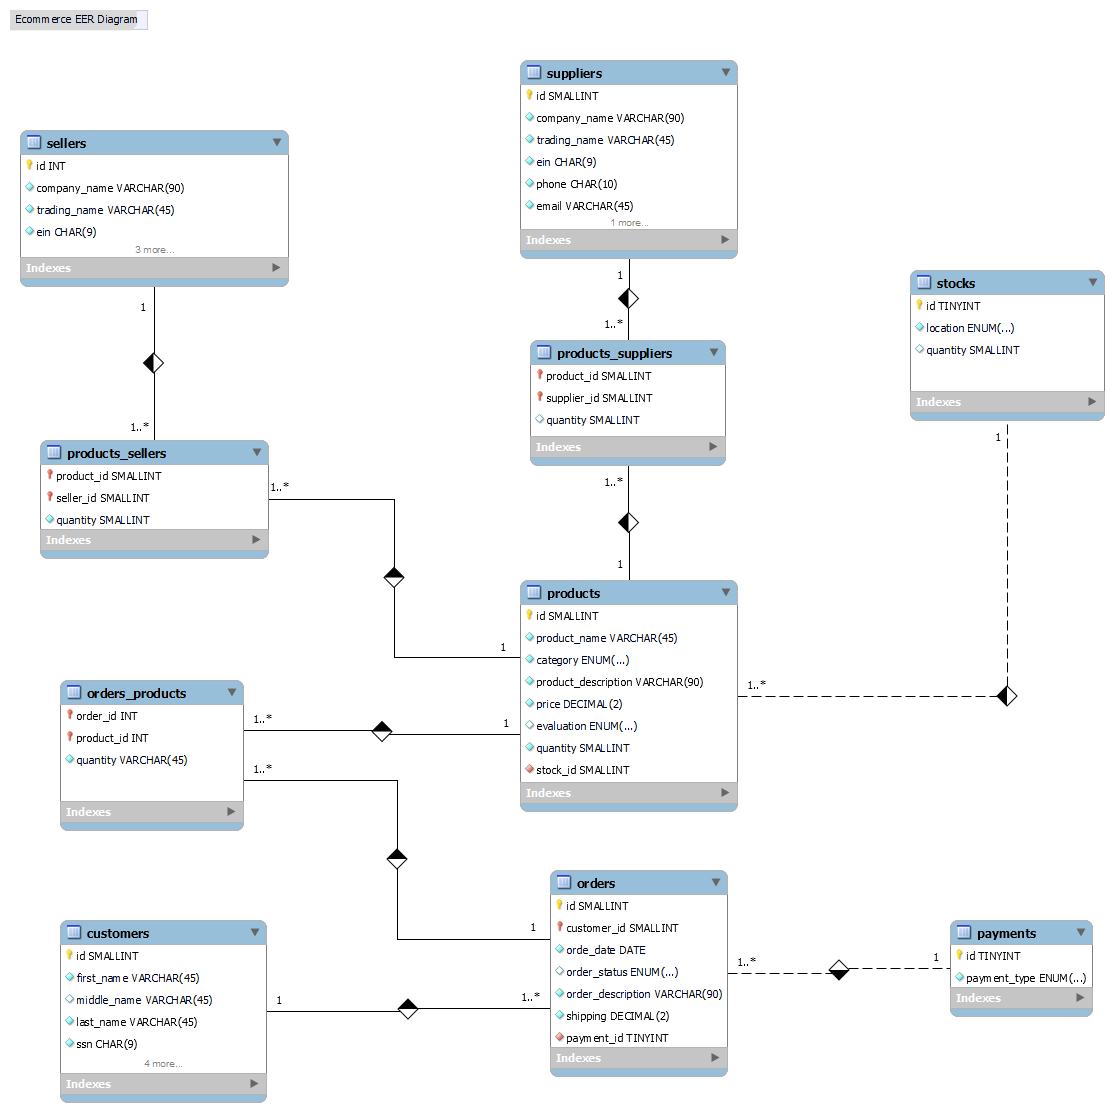 Ecommerce EER Diagram
suppliers
id SMALLINT
company_name VARCHAR(90)
trading_name VARCHAR(45)
ein CHAR(9)
phone CHAR(10)
email VARCHAR(45)
1 more...
Indexes
sellers
id INT
company_name VARCHAR(90)
trading_name VARCHAR(45)
ein CHAR(9)
3 more...
Indexes
1
1..*
1
1..*
stocks
id TINYINT
location ENUM(...)
quantity SMALLINT
Indexes
1
products_suppliers
product_id SMALLINT
supplier_id SMALLINT
quantity SMALLINT
Indexes
1..*
1
products_sellers
product_id SMALLINT
seller_id SMALLINT
quantity SMALLINT
Indexes
1..*
1
products
id SMALLINT
product_name VARCHAR(45)
category ENUM(...)
product_description VARCHAR(90)
price DECIMAL(2)
evaluation ENUM(...)
quantity SMALLINT
stock_id SMALLINT
Indexes
1..*
orders_products
order_id INT
product_id INT
quantity VARCHAR(45)
Indexes
1..*
1
1..*
1
orders
id SMALLINT
customer_id SMALLINT
orde_date DATE
order_status ENUM(...)
order_description VARCHAR(90)
shipping DECIMAL(2)
payment_id TINYINT
Indexes
customers
id SMALLINT
first_name VARCHAR(45)
middle_name VARCHAR(45)
last_name VARCHAR(45)
ssn CHAR(9)
4 more...
Indexes
1
1..*
1..*
1
payments
id TINYINT
payment_type ENUM(...)
Indexes